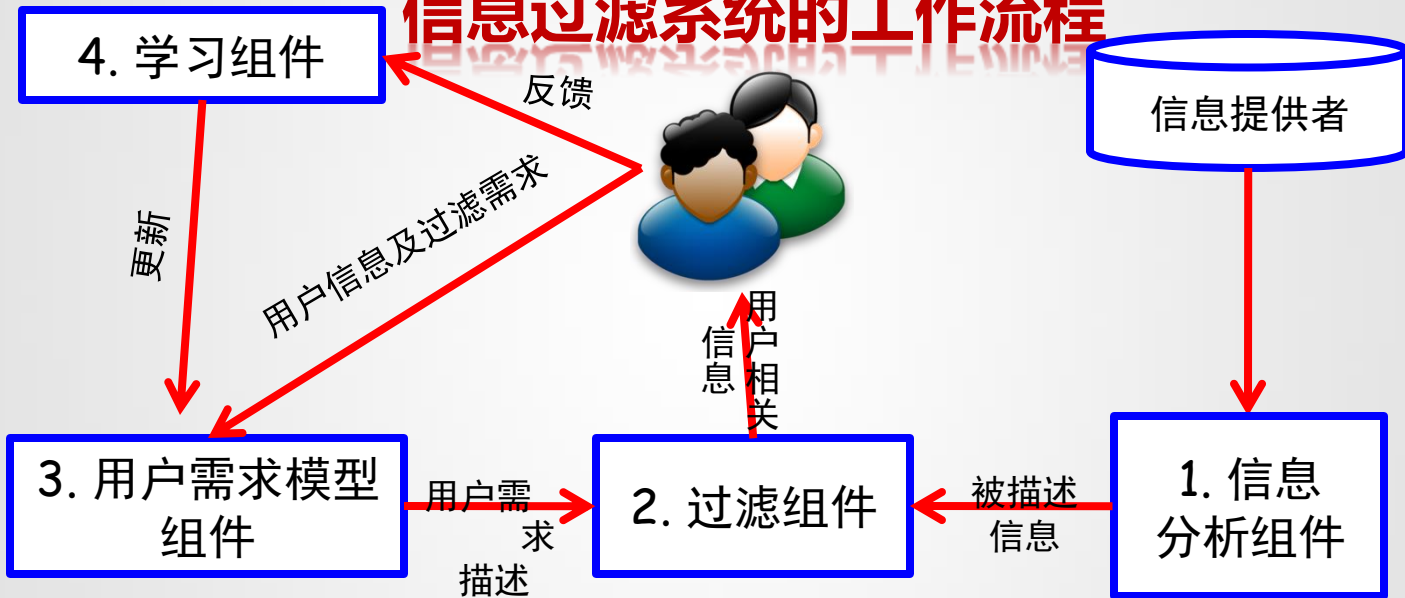 信息过滤系统的工作流程
4. 学习组件
反馈
信息提供者
更新
用户信息及过滤需求
用户相关
信息
3. 用户需求模型
组件
用户需
求
描述
2. 过滤组件
被描述
信息
1. 信息
分析组件